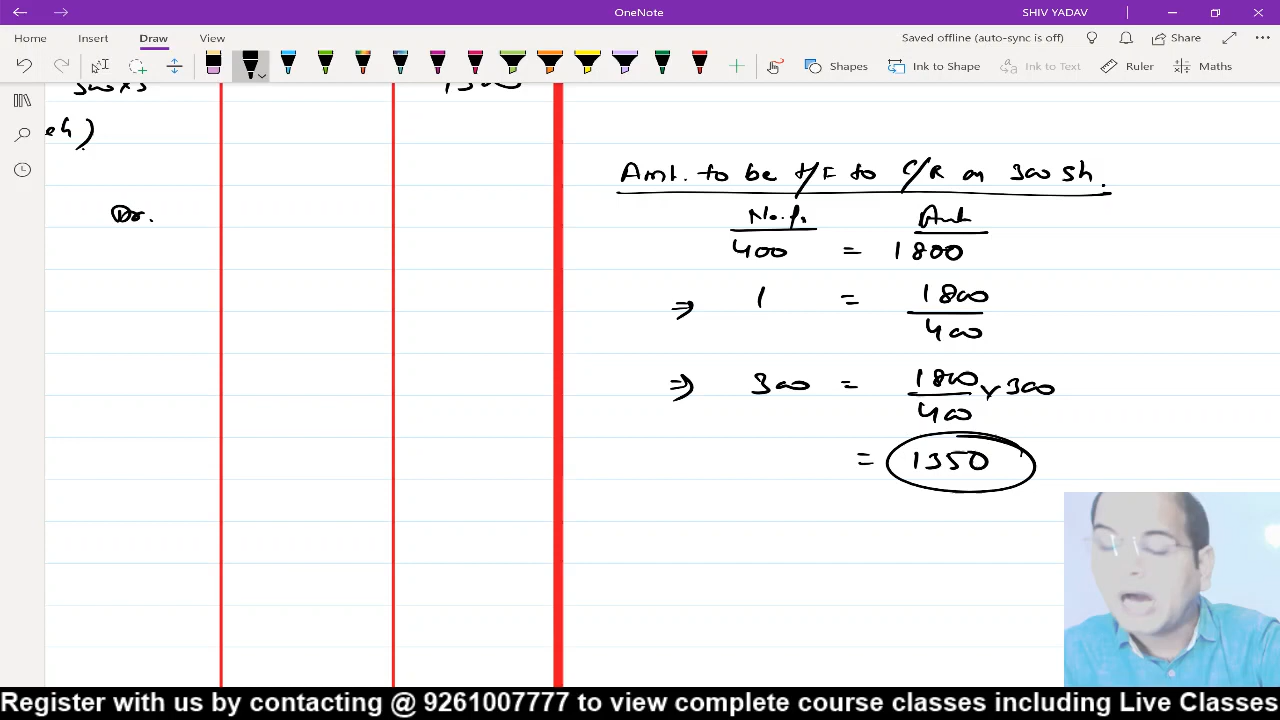 OneNote
SHIV YADAV
Home Insert Draw View
Saved offline (auto-sync is off)
Share
Shapes
Ink to Shape
Ink to Text
Ruler
Maths
Amt. to be t/f to C/R on 300 sh.
No. of. Amt
400 = 1800
⇒ 1 = 1800
400
⇒ 300 = 1800 x 300
400
= 1350
Dr.
Register with us by contacting @ 9261007777 to view complete course classes including Live Classes